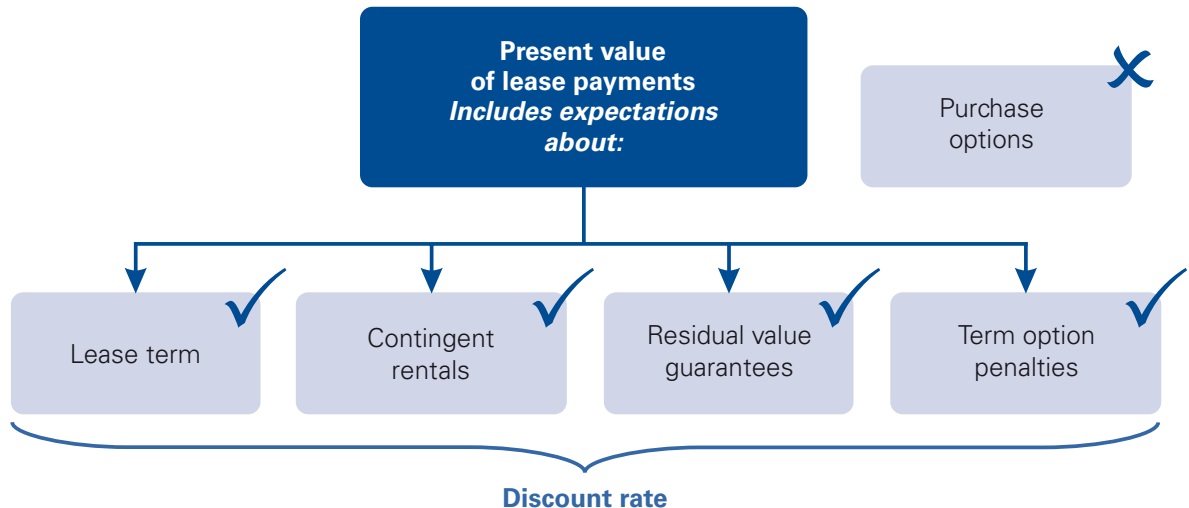 Present value
of lease payments
Includes expectations
about:
Purchase
options
Lease term
Contingent
rentals
Residual value
guarantees
Term option
penalties
Discount rate